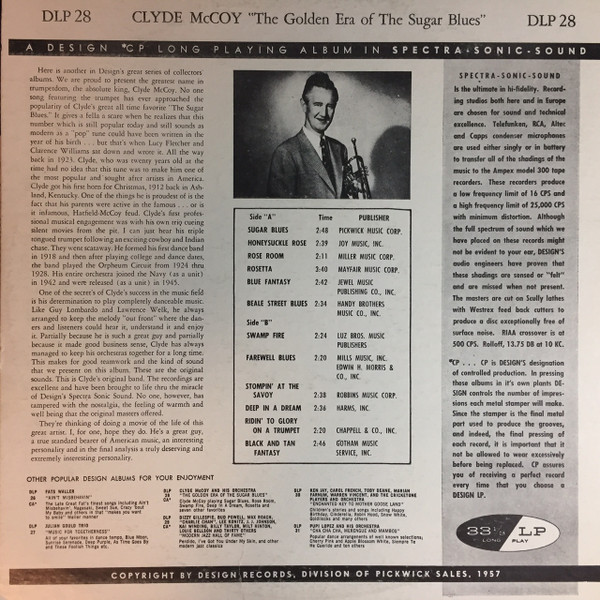 DLP 28 CLYDE McCOY "The Golden Era of The Sugar Blues" DLP 28
A DESIGN *CP LONG PLAYING ALBUM IN SPECTRA-SONIC-SOUND
Here is another in Design's great series of collectors'
albums. We are proud to present the greatest name in
trumpetdom, the absolute king, Clyde McCoy. No one
song featuring the trumpet has ever approached the
popularity of Clyde's great all time favorite "The Sugar
Blues." It gives a fella a scare when he realizes that this
number which is still popular today and still sounds as
modern as a "pop" tune could have been written in the
year of his birth . . . but that's when Lucy Fletcher and
Clarence Williams sat down and wrote it. All the way
back in 1923. Clyde, who was twenty years old at the
time had no idea that this tune was to make him one of
the most popular and sought after artists in America.
Clyde got his first horn for Christmas, 1912 back in Ash-
land, Kentucky. One of the things he is proudest of is the
fact that his parents were active in the famous . . . or is
it infamous, Hatfield-McCoy feud. Clyde's first profes-
sional musical engagement was with his own trio cueing
silent movies from the pit. I can just hear his triple
tongued trumpet following an exciting cowboy and Indian
chase. They went scataway. He formed his first dance band
in 1918 and then after playing college and dance dates,
the band played the Orpheum Circuit from 1924 thru
1928. His entire orchestra joined the Navy (as a unit)
in 1942 and were released (as a unit) in 1945.
One of the secrets of Clyde's success in the music field
is his determination to play completely danceable music.
Like Guy Lombardo and Lawrence Welk, he always
arranged to keep the melody "our front" where the dan-
ers and listeners could hear it, understand it and enjoy
it. Partially because he is such a great guy and partially
because it made good business sense, Clyde has always
managed to keep his orchestras together for a long time.
This makes for good teamwork and the kind of sound
that we present on this album. These are the original
sounds. This is Clyde's original band. The recordings are
excellent and have been brought to life thru the miracle
of Design's Spectra Sonic Sound. No one, however, has
tampered with the nostalgia, the feeling of warmth and
well being that the original masters offered.
They're thinking of doing a movie of the life of this
great artist. I, for one, hope they do. He's a great guy,
a true standard bearer of American music, an interesting
personality and in the final analysis a truly deserving and
extremely interesting personality.
Side "A" Time PUBLISHER
SUGAR BLUES 2:48 PICKWICK MUSIC CORP.
HONEYSUCKLE ROSE 2:39 JOY MUSIC, INC.
ROSE ROOM 2:11 MILLER MUSIC CORP.
ROSETTA 3:40 MAYFAIR MUSIC CORP.
BLUE FANTASY 2:42 JEWEL MUSIC
PUBLISHING CO., INC.
BEALE STREET BLUES 2:34 HANDY BROTHERS
MUSIC CO., INC.
Side "B"
SWAMP FIRE 2:24 LUZ BROS. MUSIC
PUBLISHERS
FAREWELL BLUES 2:20 MILLS MUSIC, INC.
EDWIN H. MORRIS &
CO., INC.
STOMPIN' AT THE
SAVOY 2:38 ROBBINS MUSIC CORP.
DEEP IN A DREAM 2:36 HARMS, INC.
RIDIN' TO GLORY
ON A TRUMPET 2:20 CHAPPELL & CO., INC.
BLACK AND TAN 2:46 GOTHAM MUSIC
FANTASY SERVICE, INC.
SPECTRA-SONIC-SOUND
Is the ultimate in hi-fidelity. Record-
ing studios both here and in Europe
are chosen for sound and technical
excellence. Telefunken, RCA, Altec
and Capps condenser microphones
are used either singly or in battery
to transfer all of the shadings of the
music to the Ampex model 300 tape
recorders. These recorders produce
a low frequency limit of 16 CPS and
a high frequency limit of 25,000 CPS
with minimum distortion. Although
the full spectrum of sound which we
have placed on these records might
not be evident to your ear, DESIGN'S
audio engineers have proven that
these shadings are sensed or "felt"
and are missed when not present.
The masters are cut on Scully lathes
with Westrex feed back cutters to
produce a disc exceptionally free of
surface noise. RIAA crossover is at
500 CPS. Rolloff, 13.75 DB at 10 KC.
*CP . . . CP is DESIGN'S designation
of controlled production. In pressing
those albums in it's own plants DE-
SIGN controls the number of impres-
sions each metal stamper will make.
Since the stamper is the final metal
part used to produce the grooves,
and indeed, the final pressing of
each record, it is important that it
not be allowed to wear excessively
before being replaced. CP assures
you of receiving a perfect record
every time that you choose a
DESIGN LP.
33 1/3 LP
LONG PLAY
OTHER POPULAR DESIGN ALBUMS FOR YOUR ENJOYMENT
DLP FATS WALLER
"AIN'T MISBEHAVIN'"
DLP JULIAN GOULD TRIO
27 "MUSIC FOR TOGETHERNESS"
DLP CLYDE McCOY AND HIS ORCHESTRA
28 "THE GOLDEN ERA OF THE SUGAR BLUES"
"MODERN JAZZ HALL OF FAME"
COPYRIGHT BY DESIGN RECORDS, DIVISION OF PICKWICK SALES, 1957